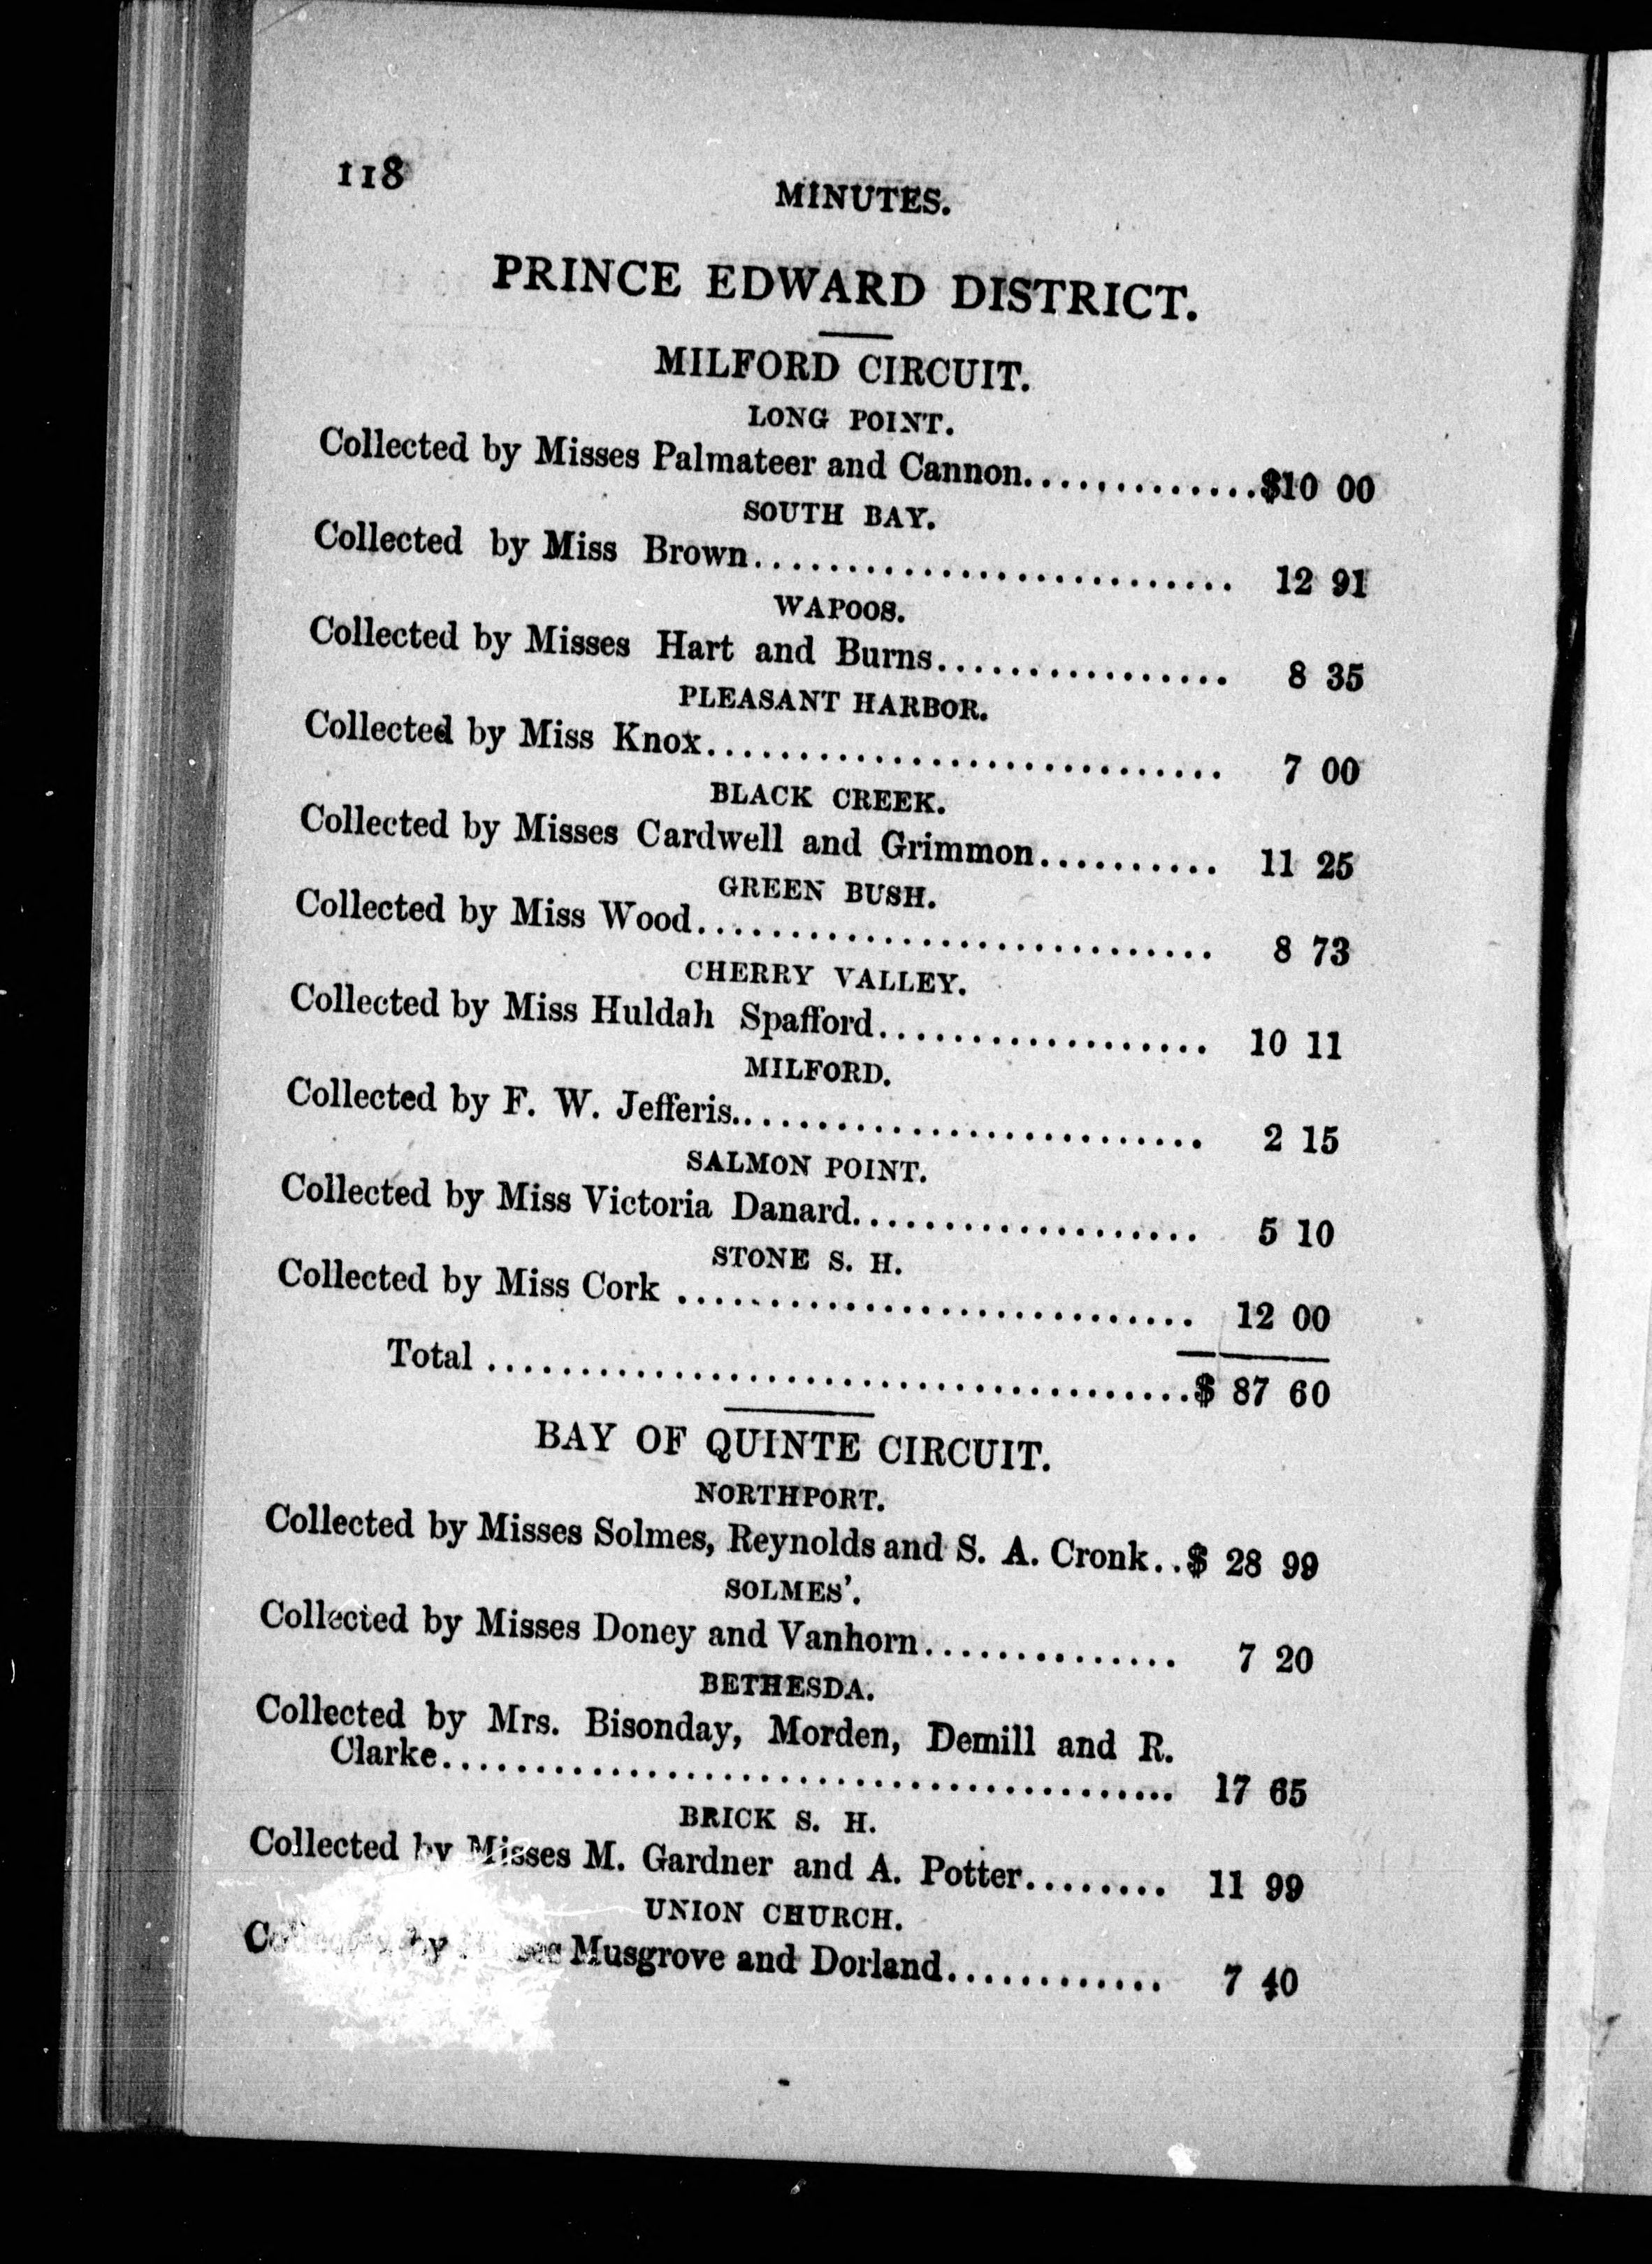 118
MINUTES.
PRINCE EDWARD DISTRICT.
MILFORD CIRCUIT.
LONG POINT.
Collected by Misses Palmateer and Cannon..............$10 00
SOUTH BAY.
Collected by Miss Brown.......................... 12 91
WAPOOS.
Collected by Misses Hart and Burns................ 8 35
PLEASANT HARBOR.
Collected by Miss Knox............................ 7 00
BLACK CREEK.
Collected by Misses Cardwell and Grimmon.......... 11 25
GREEN BUSH.
Collected by Miss Wood............................ 8 73
CHERRY VALLEY.
Collected by Miss Huldah Spafford.................. 10 11
MILFORD.
Collected by F. W. Jefferis.......................... 2 15
SALMON POINT.
Collected by Miss Victoria Danard................... 5 10
STONE S. H.
Collected by Miss Cork ............................ 12 00
Total ......................................$ 87 60
BAY OF QUINTE CIRCUIT.
NORTHPORT.
Collected by Misses Solmes, Reynolds and S. A. Cronk..$ 28 99
SOLMES'.
Collected by Misses Doney and Vanhorn.............. 7 20
BETHESDA.
Collected by Mrs. Bisonday, Morden, Demill and R.
Clarke........................................ 17 65
BRICK S. H.
Collected by Misses M. Gardner and A. Potter........ 11 99
UNION CHURCH.
Collected by Misses Musgrove and Dorland............ 7 40